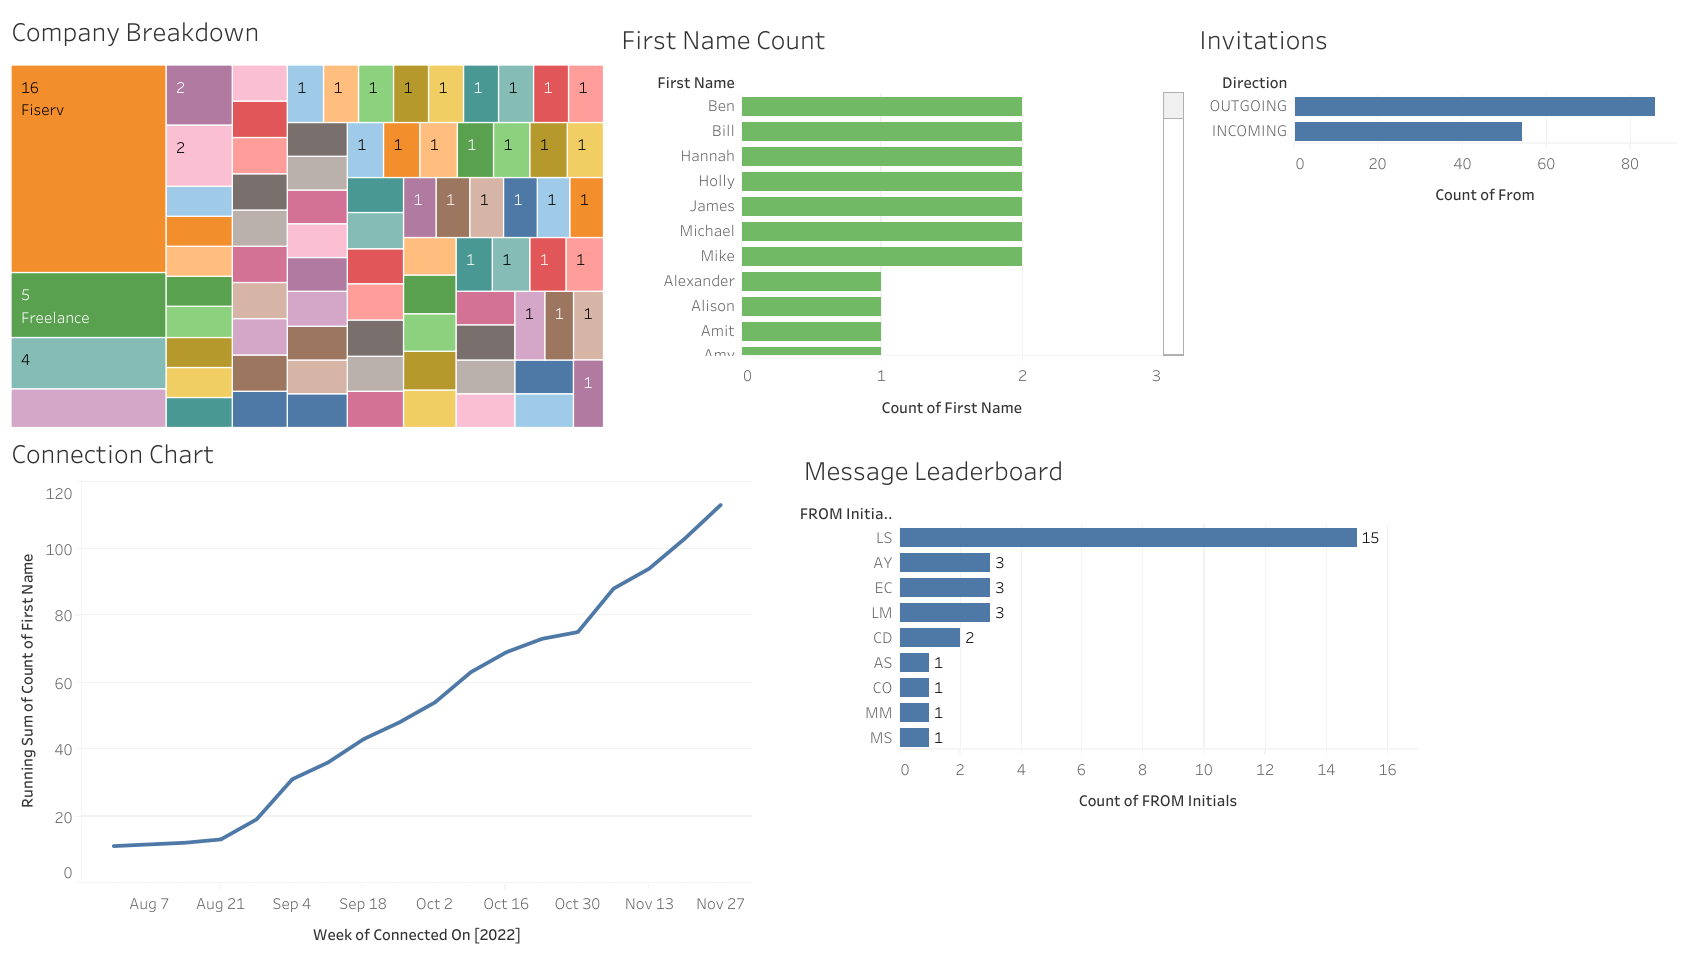 Company Breakdown
16
Fiserv
5
Freelance
4
2
2
1 1 1 1 1 1 1 1 1
1 1 1 1 1 1 1
1 1 1 1 1 1
1 1 1 1
1 1 1
1
First Name Count
First Name
Ben
Bill
Hannah
Holly
James
Michael
Mike
Alexander
Alison
Amit
Amy
0 1 2 3
Count of First Name
Invitations
Direction
OUTGOING
INCOMING
0 20 40 60 80
Count of From
Connection Chart
Running Sum of Count of First Name
120
100
80
60
40
20
0
Aug 7 Aug 21 Sep 4 Sep 18 Oct 2 Oct 16 Oct 30 Nov 13 Nov 27
Week of Connected On [2022]
Message Leaderboard
FROM Initia..
LS 15
AY 3
EC 3
LM 3
CD 2
AS 1
CO 1
MM 1
MS 1
0 2 4 6 8 10 12 14 16
Count of FROM Initials